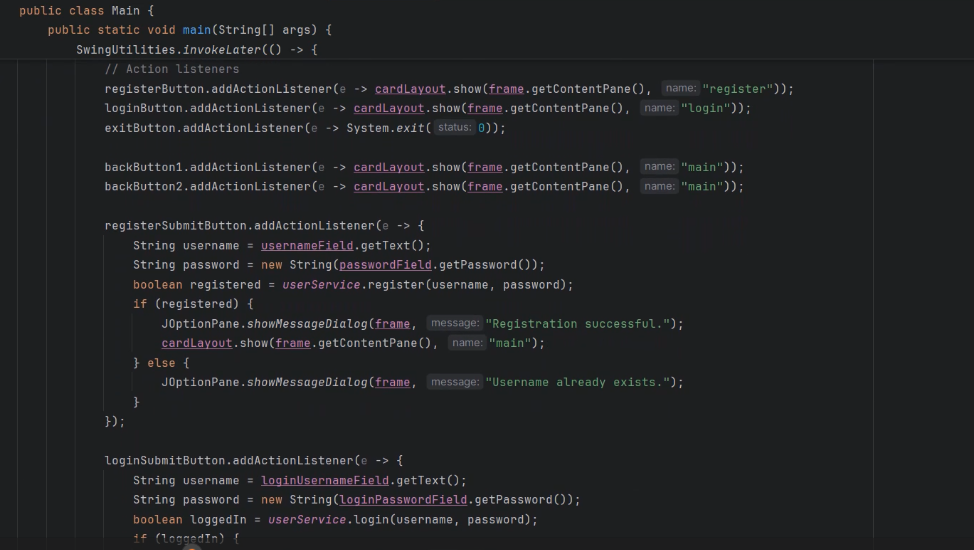 public class Main {
public static void main(String[] args) {
SwingUtilities.invokeLater(() -> {
// Action listeners
registerButton.addActionListener(e -> cardLayout.show(frame.getContentPane(), name: "register"));
loginButton.addActionListener(e -> cardLayout.show(frame.getContentPane(), name: "login"));
exitButton.addActionListener(e -> System.exit( status: 0));
backButton1.addActionListener(e -> cardLayout.show(frame.getContentPane(), name: "main"));
backButton2.addActionListener(e -> cardLayout.show(frame.getContentPane(), name: "main"));
registerSubmitButton.addActionListener(e -> {
String username = usernameField.getText();
String password = new String(passwordField.getPassword());
boolean registered = userService.register(username, password);
if (registered) {
JOptionPane.showMessageDialog(frame, message: "Registration successful.");
cardLayout.show(frame.getContentPane(), name: "main");
} else {
JOptionPane.showMessageDialog(frame, message: "Username already exists.");
}
});
loginSubmitButton.addActionListener(e -> {
String username = loginUsernameField.getText();
String password = new String(loginPasswordField.getPassword());
boolean loggedIn = userService.login(username, password);
if (loggedIn) {